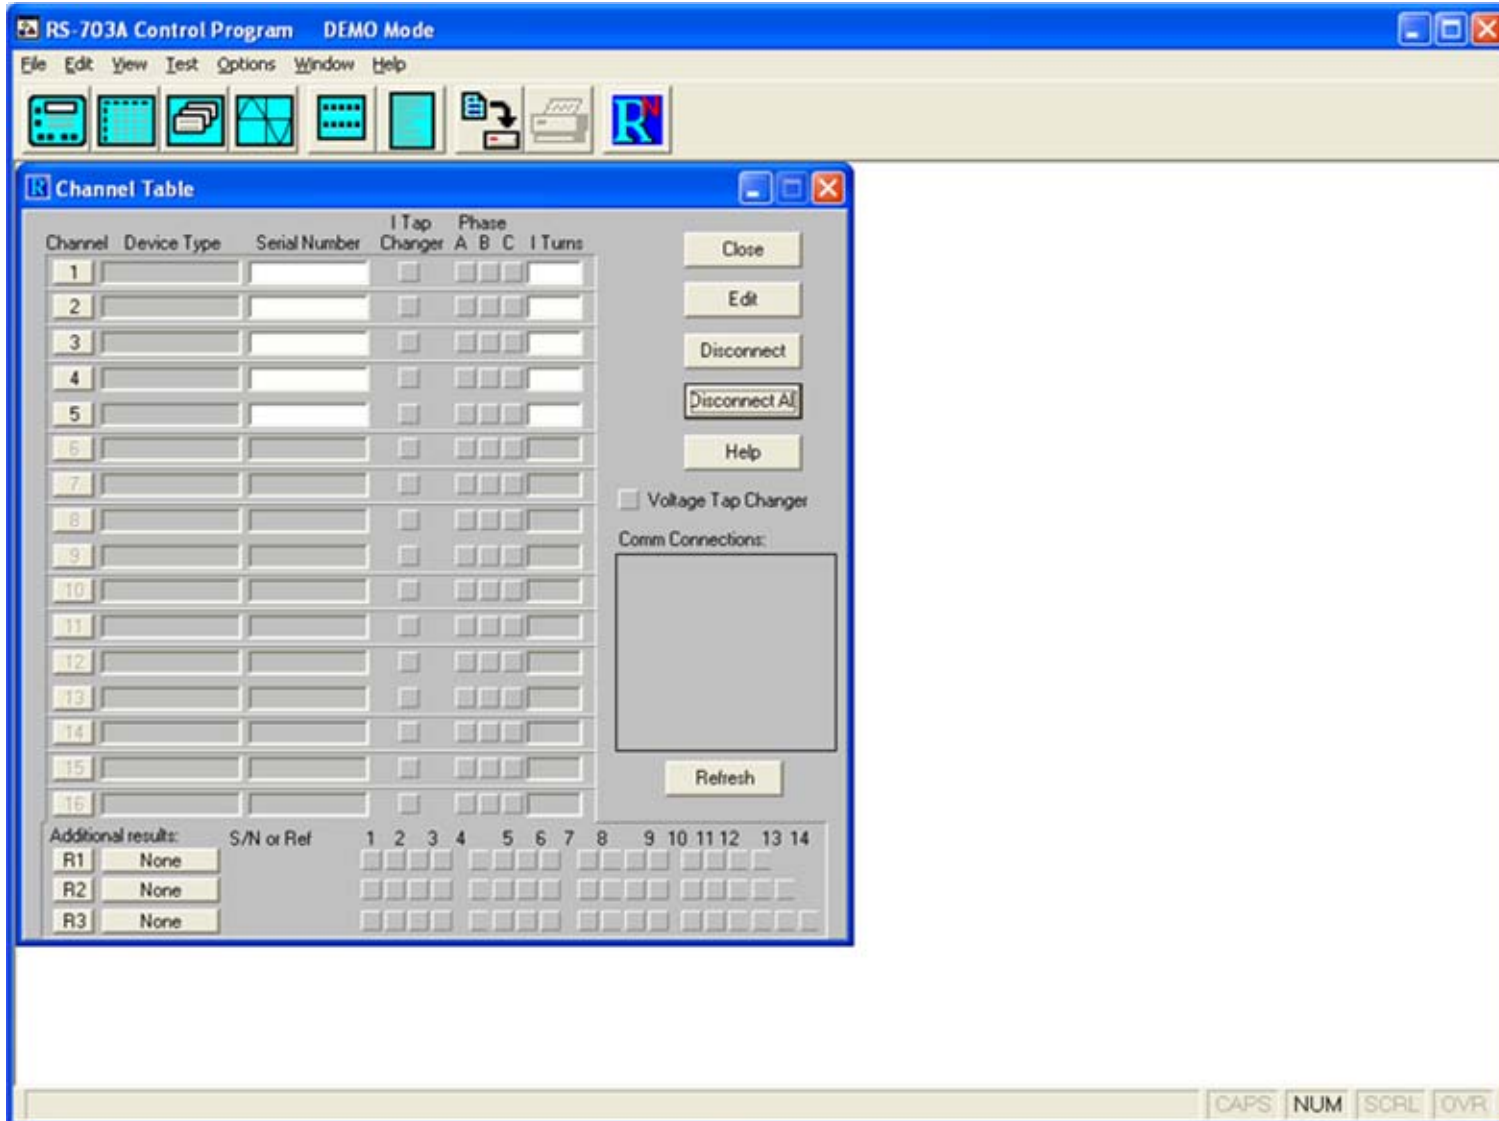 RS-703A Control Program DEMO Mode
File Edit View Test Options Window Help
RN
R Channel Table
I Tap Phase
Channel Device Type Serial Number Changer A B C I Turns
Close
1
2
Edit
3
Disconnect
4
Disconnect All
5
6
Help
7
Voltage Tap Changer
8
Comm Connections:
9
10
11
12
13
14
15
Refresh
16
Additional results: S/N or Ref 1 2 3 4 5 6 7 8 9 10 11 12 13 14
R1 None
R2 None
R3 None
CAPS NUM SCRL OVR